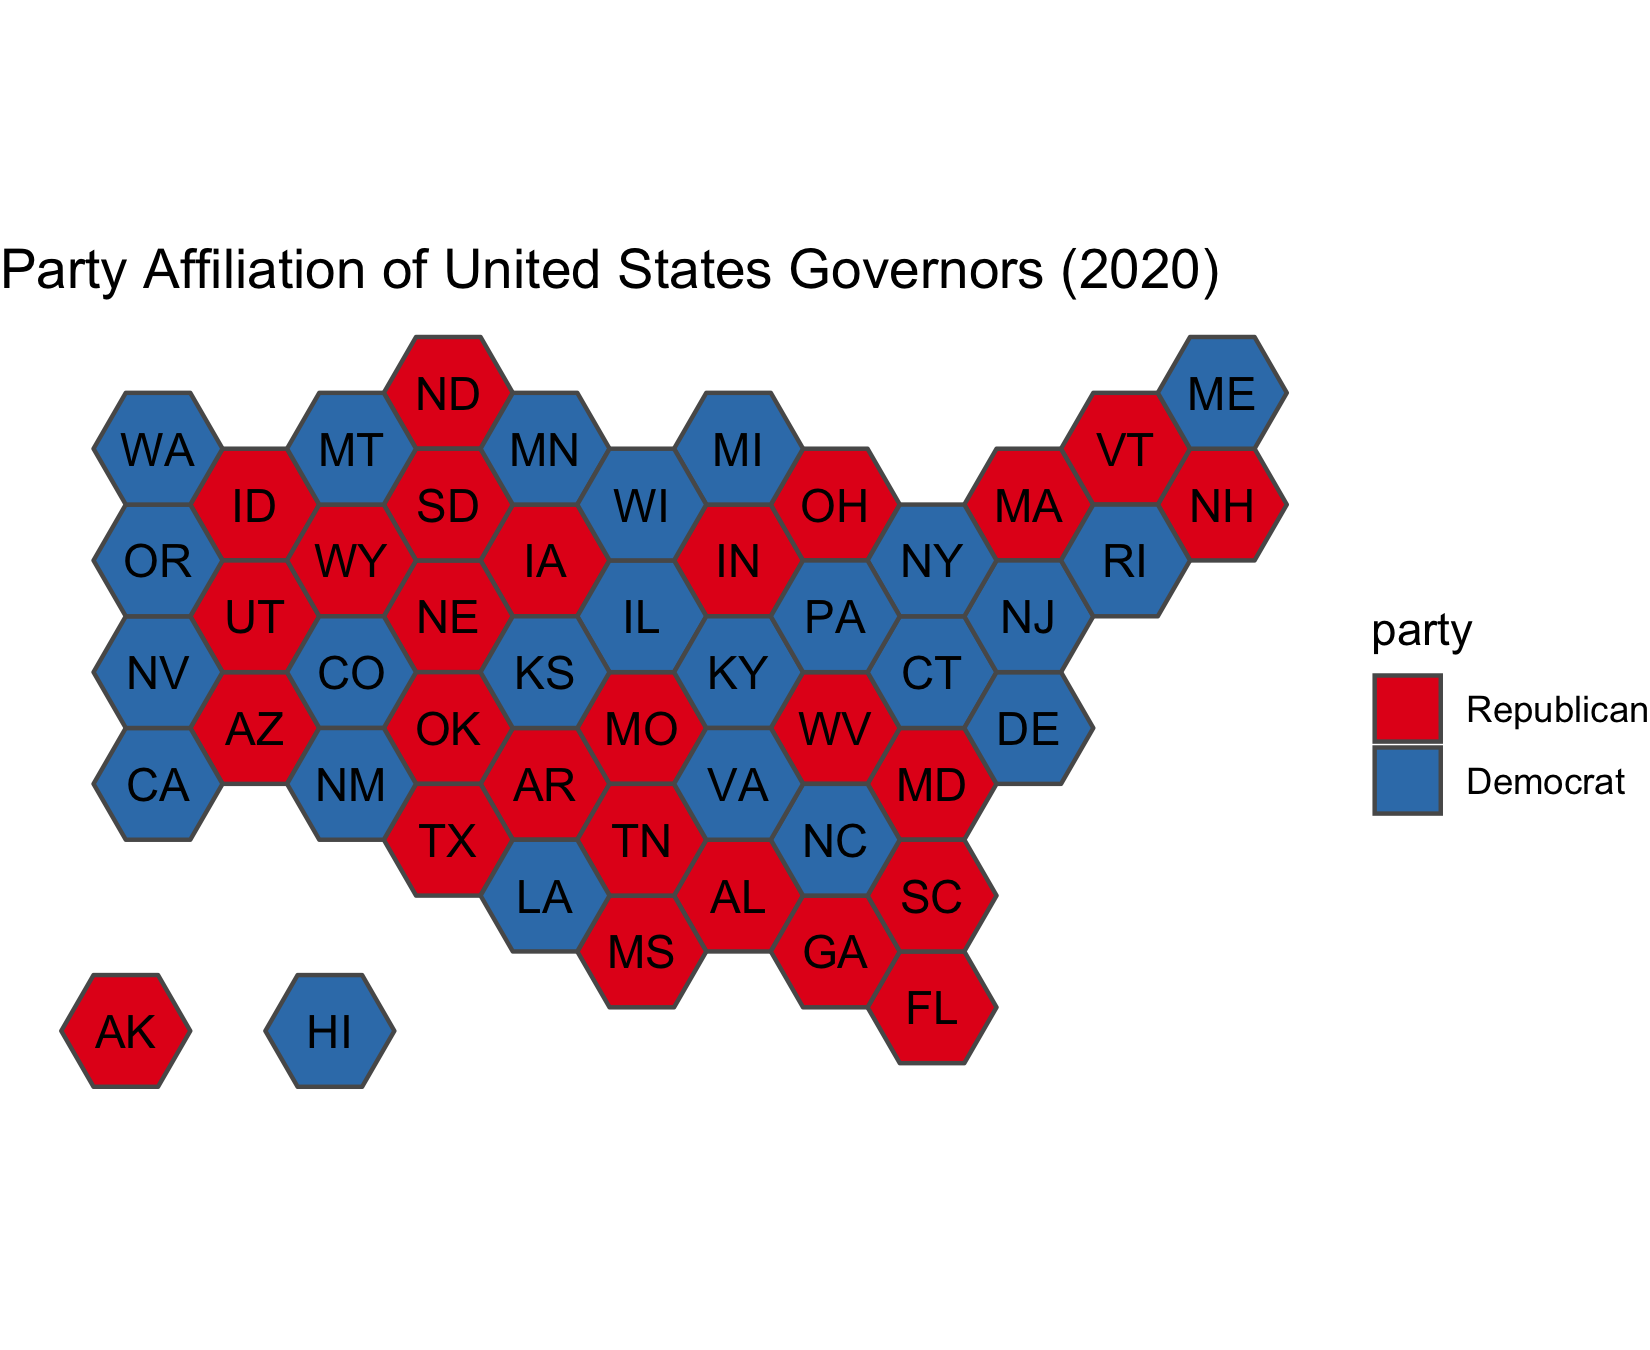 Party Affiliation of United States Governors (2020)
ND
ME
WA
MT
MN
MI
VT
ID
SD
WI
OH
MA
NH
OR
WY
IA
IN
NY
RI
UT
NE
IL
PA
NJ
NV
CO
KS
KY
CT
AZ
OK
MO
WV
DE
CA
NM
AR
VA
MD
TX
TN
NC
LA
AL
SC
MS
GA
FL
AK
HI
party
Republican
Democrat